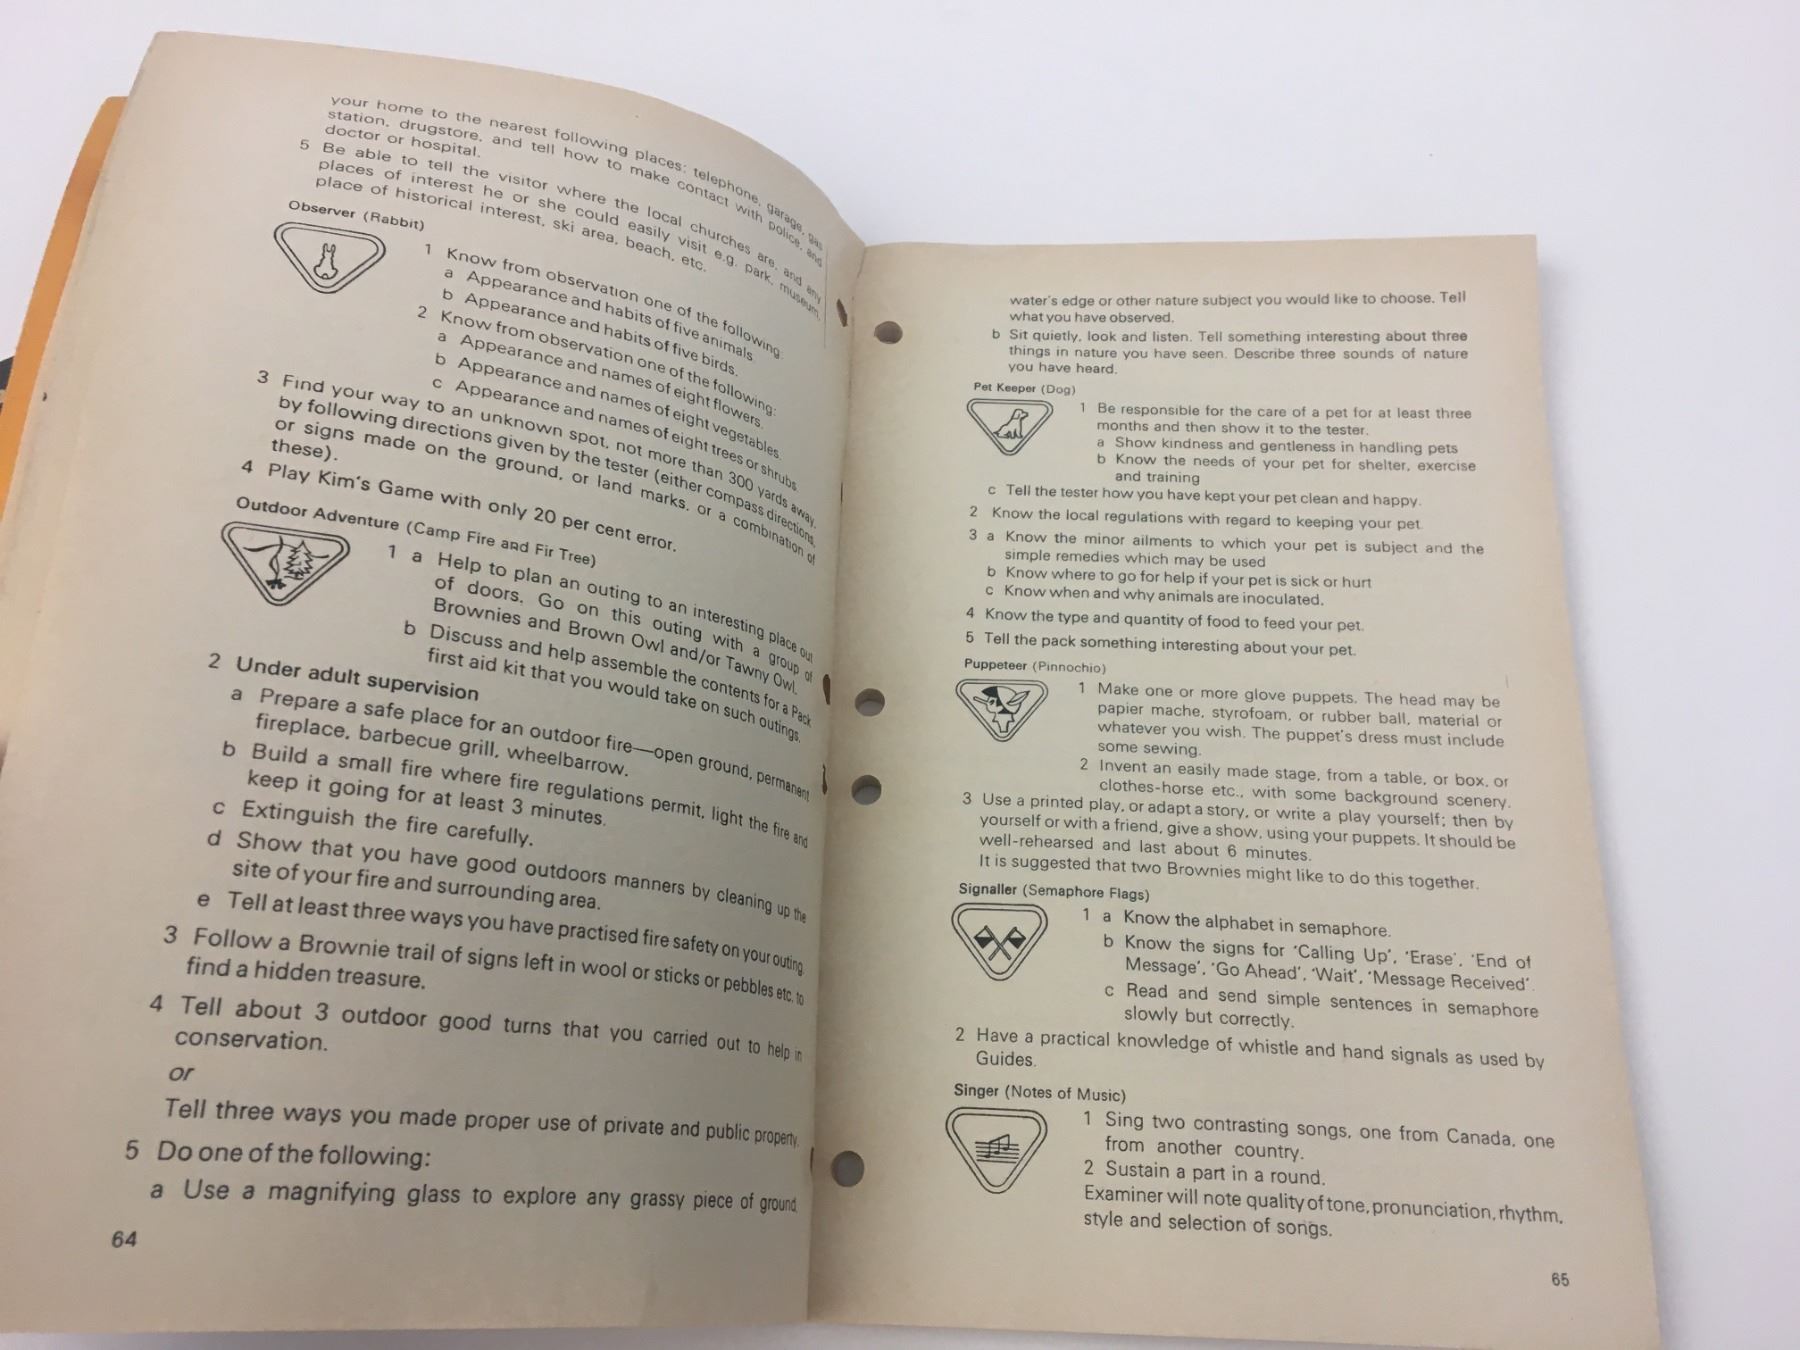 your home to the nearest following places: telephone, garage, gas
station, drugstore, and tell how to make contact with police, and
doctor or hospital.
5 Be able to tell the visitor where the local churches are, and any
places of interest he or she could easily visit e.g. park, museum,
place of historical interest, ski area, beach, etc.
Observer (Rabbit)
1 Know from observation one of the following:
a Appearance and habits of five animals
b Appearance and habits of five birds.
2 Know from observation one of the following:
a Appearance and names of eight flowers.
b Appearance and names of eight vegetables.
c Appearance and names of eight trees or shrubs.
3 Find your way to an unknown spot, not more than 300 yards away,
by following directions given by the tester (either compass directions,
or signs made on the ground, or land marks, or a combination of
these).
4 Play Kim's Game with only 20 per cent error.
Outdoor Adventure (Camp Fire and Fir Tree)
1 a Help to plan an outing to an interesting place out
of doors. Go on this outing with a group of
Brownies and Brown Owl and/or Tawny Owl.
b Discuss and help assemble the contents for a Pack
first aid kit that you would take on such outings.
2 Under adult supervision
a Prepare a safe place for an outdoor fire—open ground, permanent
fireplace, barbecue grill, wheelbarrow.
b Build a small fire where fire regulations permit, light the fire and
keep it going for at least 3 minutes.
c Extinguish the fire carefully.
d Show that you have good outdoors manners by cleaning up the
site of your fire and surrounding area.
e Tell at least three ways you have practised fire safety on your outing.
3 Follow a Brownie trail of signs left in wool or sticks or pebbles etc. to
find a hidden treasure.
4 Tell about 3 outdoor good turns that you carried out to help in
conservation.
or
Tell three ways you made proper use of private and public property.
5 Do one of the following:
a Use a magnifying glass to explore any grassy piece of ground,
64
water's edge or other nature subject you would like to choose. Tell
what you have observed.
b Sit quietly, look and listen. Tell something interesting about three
things in nature you have seen. Describe three sounds of nature
you have heard.
Pet Keeper (Dog)
1 Be responsible for the care of a pet for at least three
months and then show it to the tester.
a Show kindness and gentleness in handling pets
b Know the needs of your pet for shelter, exercise
and training
c Tell the tester how you have kept your pet clean and happy.
2 Know the local regulations with regard to keeping your pet.
3 a Know the minor ailments to which your pet is subject and the
simple remedies which may be used
b Know where to go for help if your pet is sick or hurt
c Know when and why animals are inoculated.
4 Know the type and quantity of food to feed your pet.
5 Tell the pack something interesting about your pet.
Puppeteer (Pinnochio)
1 Make one or more glove puppets. The head may be
papier mache, styrofoam, or rubber ball, material or
whatever you wish. The puppet's dress must include
some sewing.
2 Invent an easily made stage, from a table, or box, or
clothes-horse etc., with some background scenery.
3 Use a printed play, or adapt a story, or write a play yourself; then by
yourself or with a friend, give a show, using your puppets. It should be
well-rehearsed and last about 6 minutes.
It is suggested that two Brownies might like to do this together.
Signaller (Semaphore Flags)
1 a Know the alphabet in semaphore.
b Know the signs for 'Calling Up', 'Erase', 'End of
Message', 'Go Ahead', 'Wait', 'Message Received'.
c Read and send simple sentences in semaphore
slowly but correctly.
2 Have a practical knowledge of whistle and hand signals as used by
Guides.
Singer (Notes of Music)
1 Sing two contrasting songs, one from Canada, one
from another country.
2 Sustain a part in a round.
Examiner will note quality of tone, pronunciation, rhythm,
style and selection of songs.
65